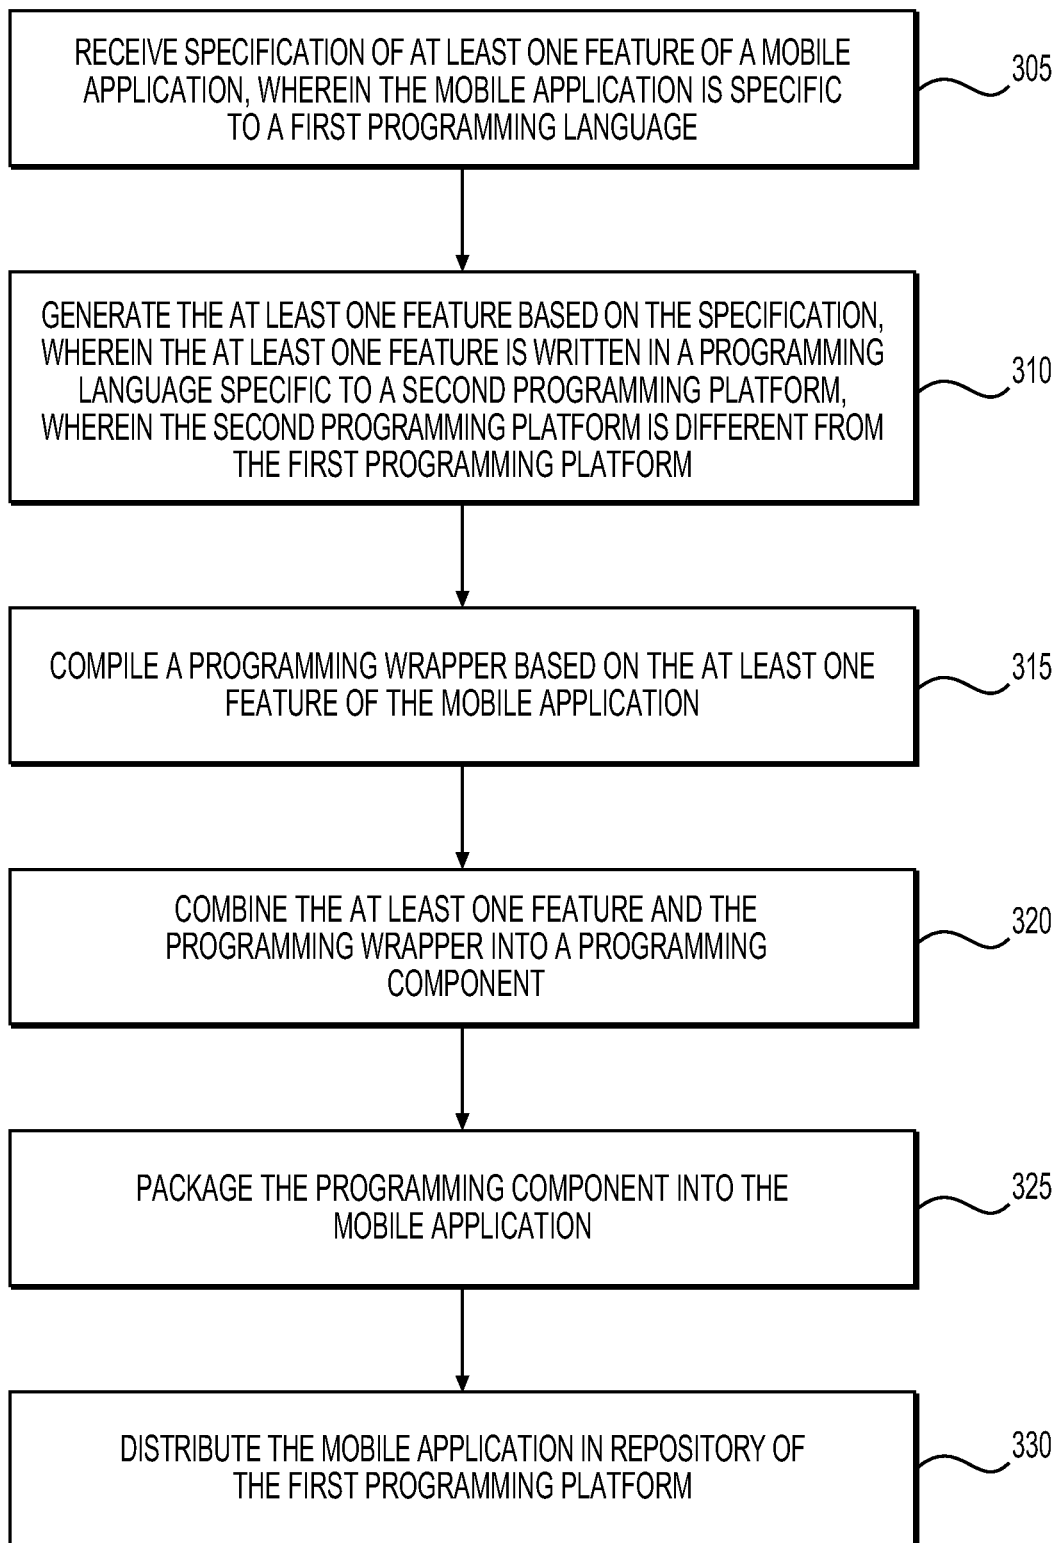 RECEIVE SPECIFICATION OF AT LEAST ONE FEATURE OF A MOBILE
APPLICATION, WHEREIN THE MOBILE APPLICATION IS SPECIFIC
TO A FIRST PROGRAMMING LANGUAGE
305
GENERATE THE AT LEAST ONE FEATURE BASED ON THE SPECIFICATION,
WHEREIN THE AT LEAST ONE FEATURE IS WRITTEN IN A PROGRAMMING
LANGUAGE SPECIFIC TO A SECOND PROGRAMMING PLATFORM,
WHEREIN THE SECOND PROGRAMMING PLATFORM IS DIFFERENT FROM
THE FIRST PROGRAMMING PLATFORM
310
COMPILE A PROGRAMMING WRAPPER BASED ON THE AT LEAST ONE
FEATURE OF THE MOBILE APPLICATION
315
COMBINE THE AT LEAST ONE FEATURE AND THE
PROGRAMMING WRAPPER INTO A PROGRAMMING
COMPONENT
320
PACKAGE THE PROGRAMMING COMPONENT INTO THE
MOBILE APPLICATION
325
DISTRIBUTE THE MOBILE APPLICATION IN REPOSITORY OF
THE FIRST PROGRAMMING PLATFORM
330